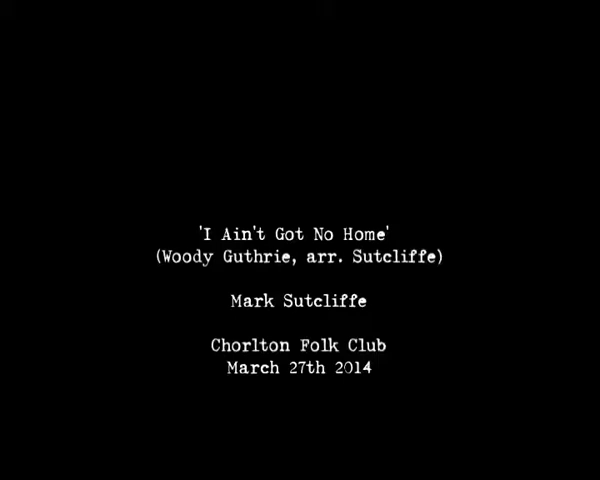 'I Ain't Got No Home'
(Woody Guthrie, arr. Sutcliffe)
Mark Sutcliffe
Chorlton Folk Club
March 27th 2014